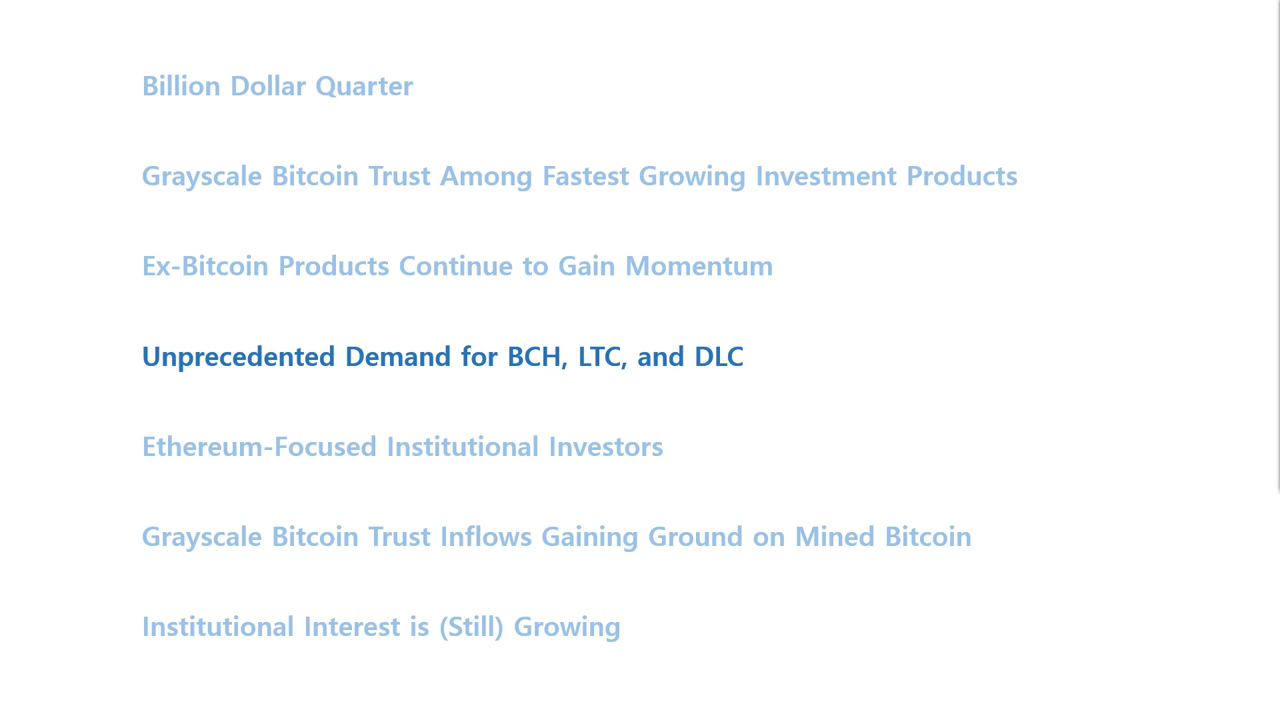 Billion Dollar Quarter
Grayscale Bitcoin Trust Among Fastest Growing Investment Products
Ex-Bitcoin Products Continue to Gain Momentum
Unprecedented Demand for BCH, LTC, and DLC
Ethereum-Focused Institutional Investors
Grayscale Bitcoin Trust Inflows Gaining Ground on Mined Bitcoin
Institutional Interest is (Still) Growing